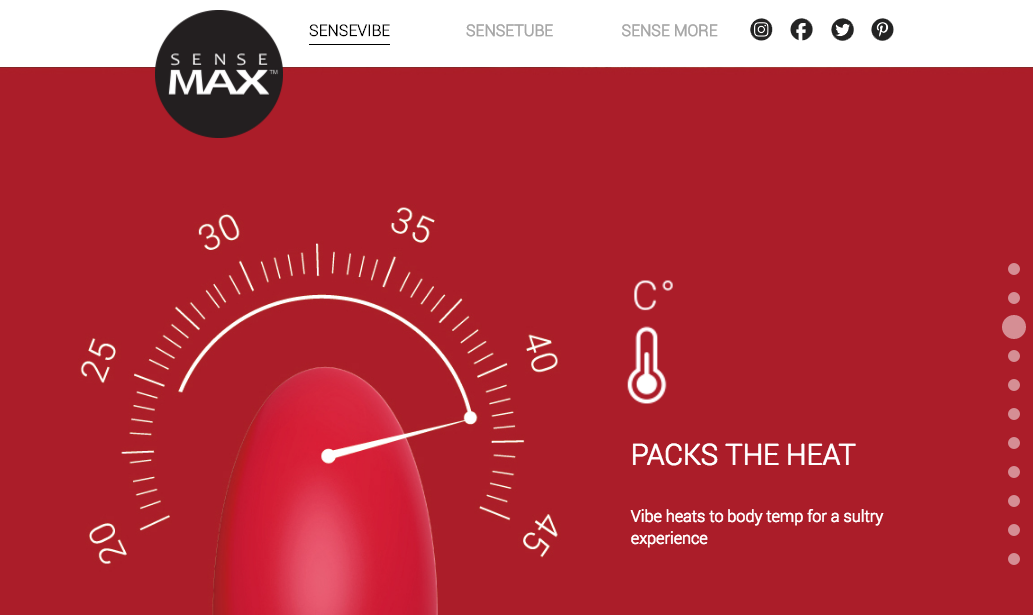 SENSE
MAX™
SENSEVIBE
SENSETUBE
SENSE MORE
20
25
30
35
40
45
C°
PACKS THE HEAT
Vibe heats to body temp for a sultry
experience